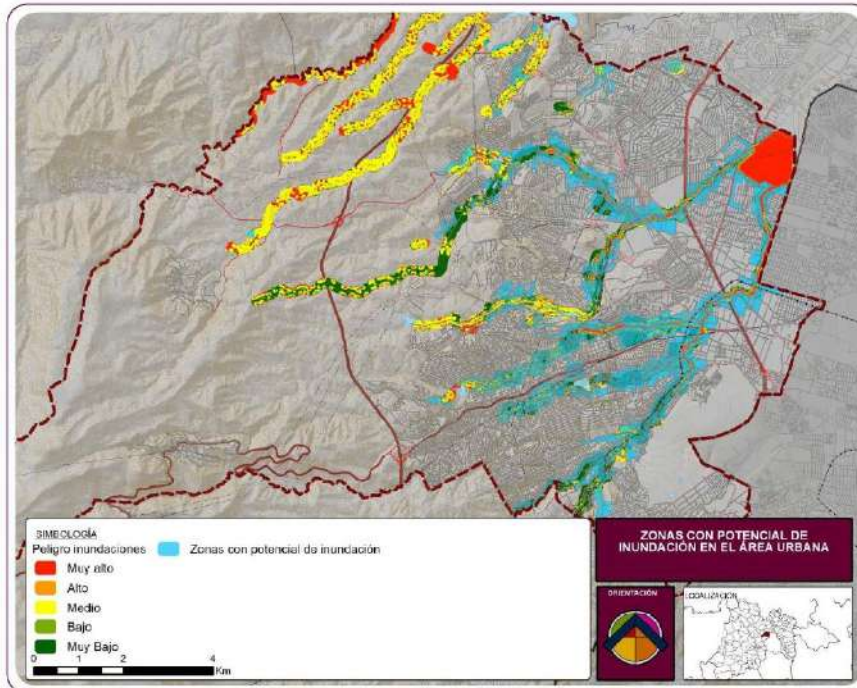 SIMBOLOGÍA
Peligro inundaciones
Zonas con potencial de inundación
Muy alto
Alto
Medio
Bajo
Muy Bajo
0 1 2 4
Km
ZONAS CON POTENCIAL DE
INUNDACIÓN EN EL ÁREA URBANA
ORIENTACIÓN
LOCALIZACIÓN